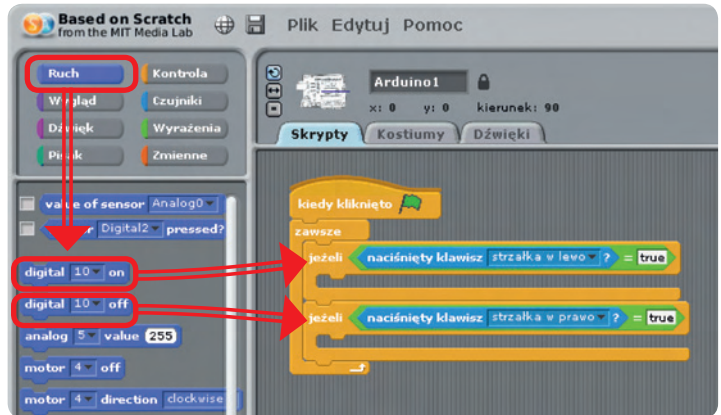 Based on Scratch
from the MIT Media Lab
Plik Edytuj Pomoc
Ruch
Kontrola
Wygląd
Czujniki
Dźwięk
Wyrażenia
Pisak
Zmienne
Arduino1
x: 0 y: 0 kierunek: 90
Skrypty Kostiumy Dźwięki
value of sensor Analog0
Digital2 pressed?
digital 10 on
digital 10 off
analog 5 value 255
motor 4 off
motor 4 direction clockwise
kiedy kliknięto
zawsze
jeżeli naciśnięty klawisz strzałka w lewo ? = true
jeżeli naciśnięty klawisz strzałka w prawo ? = true